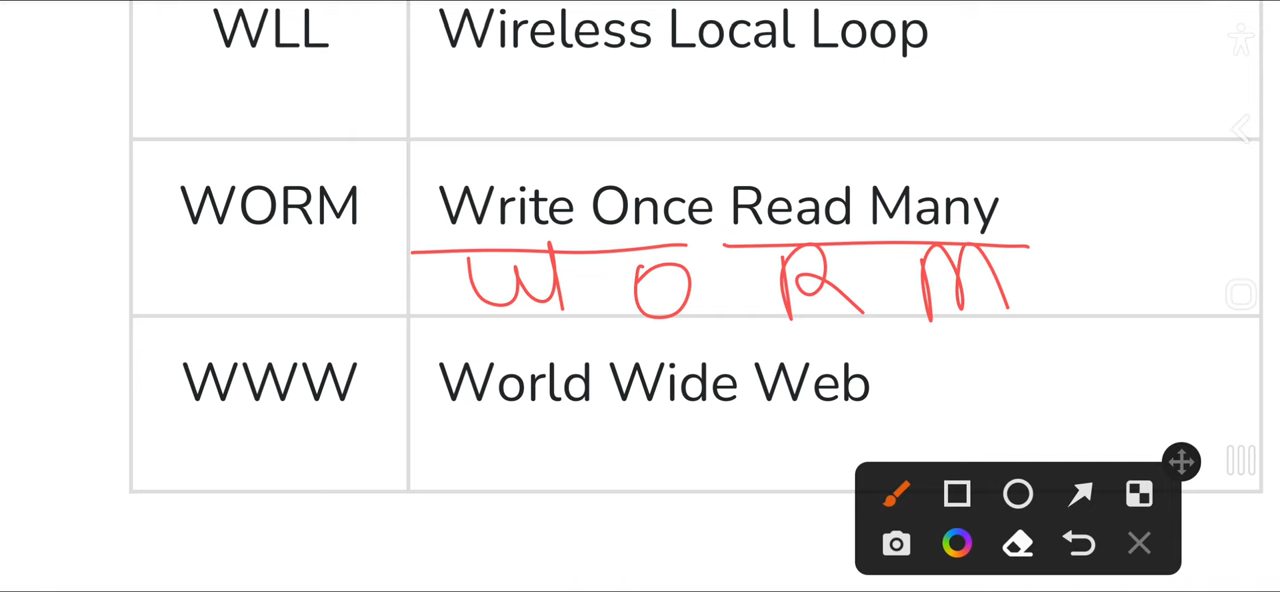 WLL Wireless Local Loop
WORM Write Once Read Many
W O R M
WWW World Wide Web